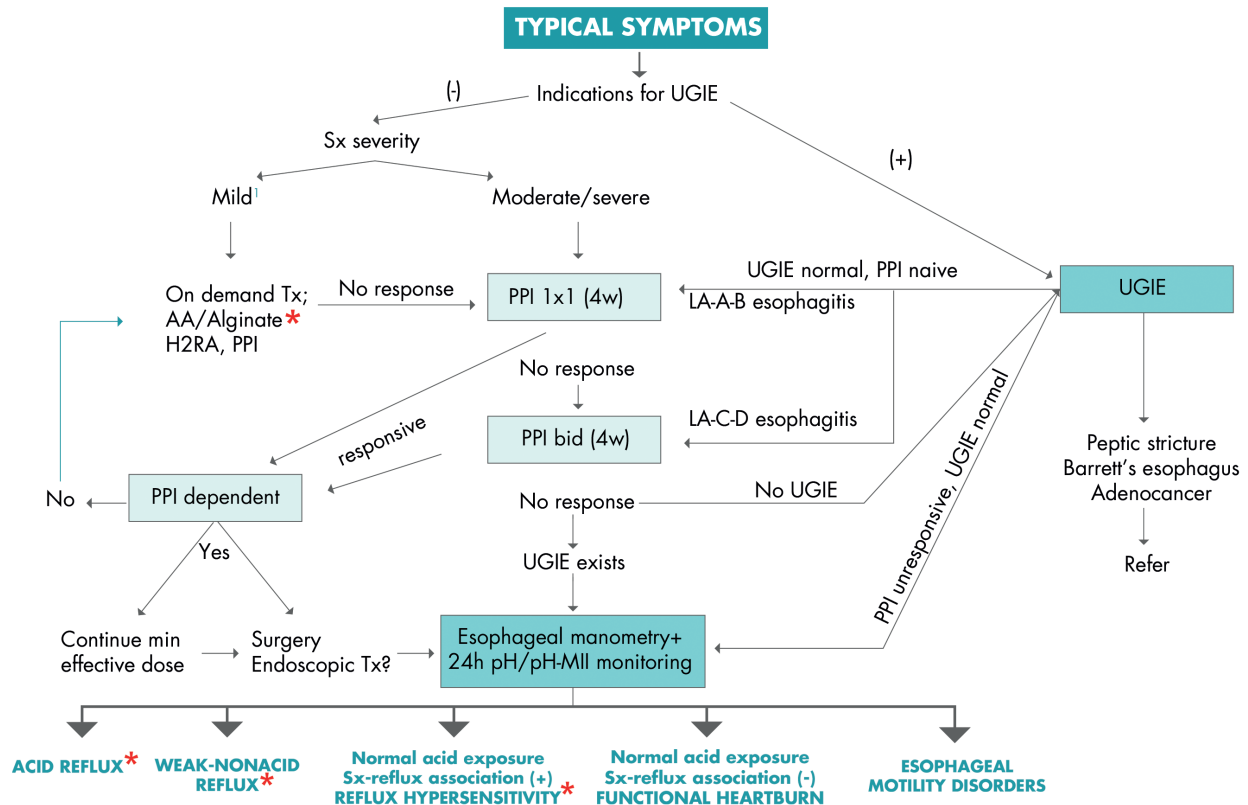 TYPICAL SYMPTOMS
Indications for UGIE
(-)
(+)
Sx severity
Mild1
Moderate/severe
On demand Tx;
AA/Alginate*
H2RA, PPI
No response
PPI 1x1 (4w)
UGIE normal, PPI naive
LA-A-B esophagitis
UGIE
No response
responsive
PPI bid (4w)
LA-C-D esophagitis
Peptic stricture
Barrett's esophagus
Adenocancer
Refer
No
PPI dependent
Yes
No response
No UGIE
PPI unresponsive, UGIE normal
UGIE exists
Continue min
effective dose
Surgery
Endoscopic Tx?
Esophageal manometry+
24h pH/pH-MII monitoring
ACID REFLUX*
WEAK-NONACID
REFLUX*
Normal acid exposure
Sx-reflux association (+)
REFLUX HYPERSENSITIVITY*
Normal acid exposure
Sx-reflux association (-)
FUNCTIONAL HEARTBURN
ESOPHAGEAL
MOTILITY DISORDERS